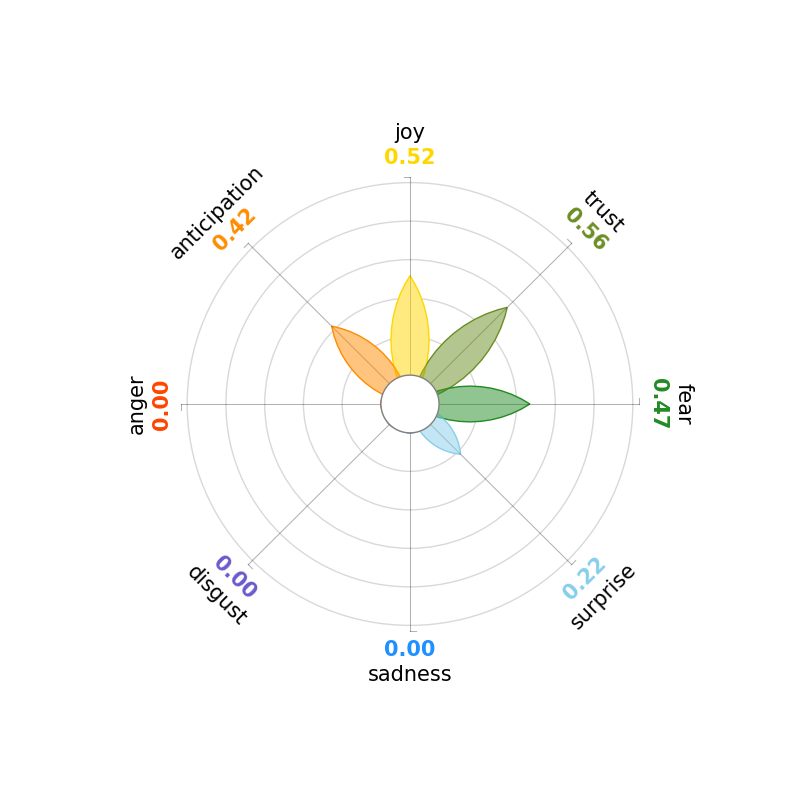 joy
0.52
trust
0.56
fear
0.47
surprise
0.22
0.00
sadness
0.00
disgust
anger
0.00
anticipation
0.42